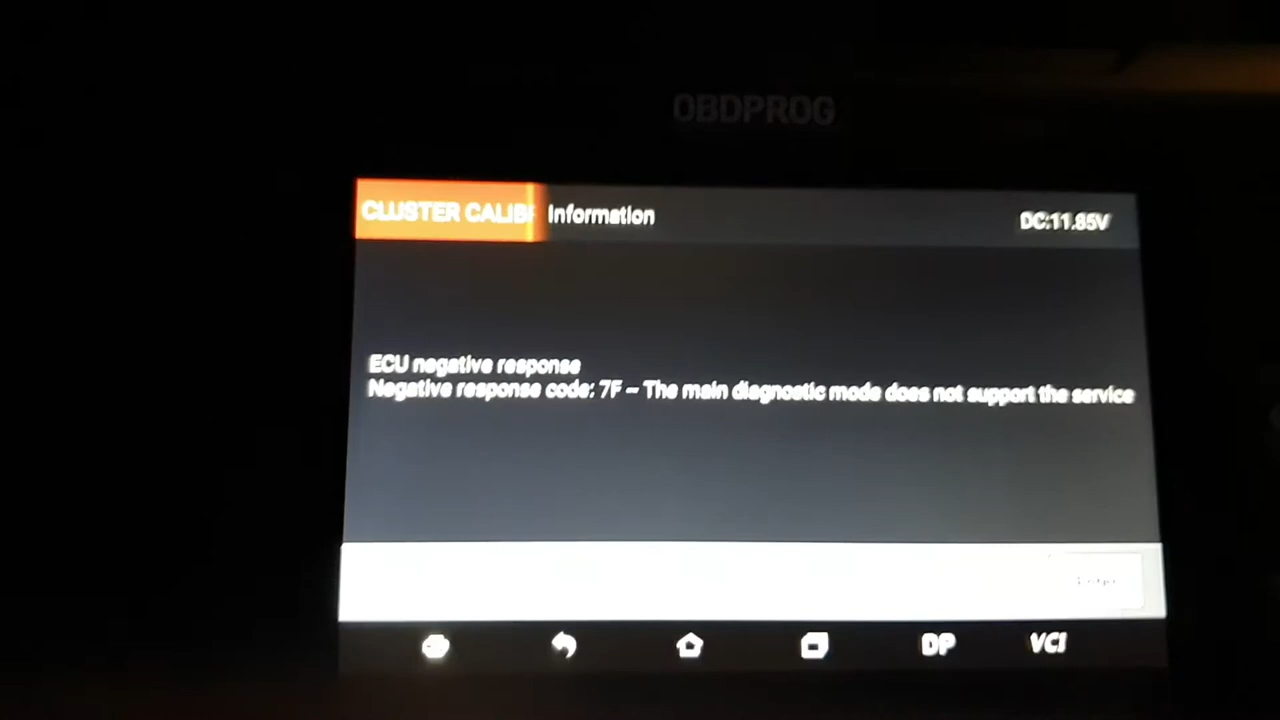 OBDPROG
CLUSTER CALIB
Information
DC:11.85V
ECU negative response
Negative response code: 7F — The main diagnostic mode does not support the service
Enter
DP
VCI